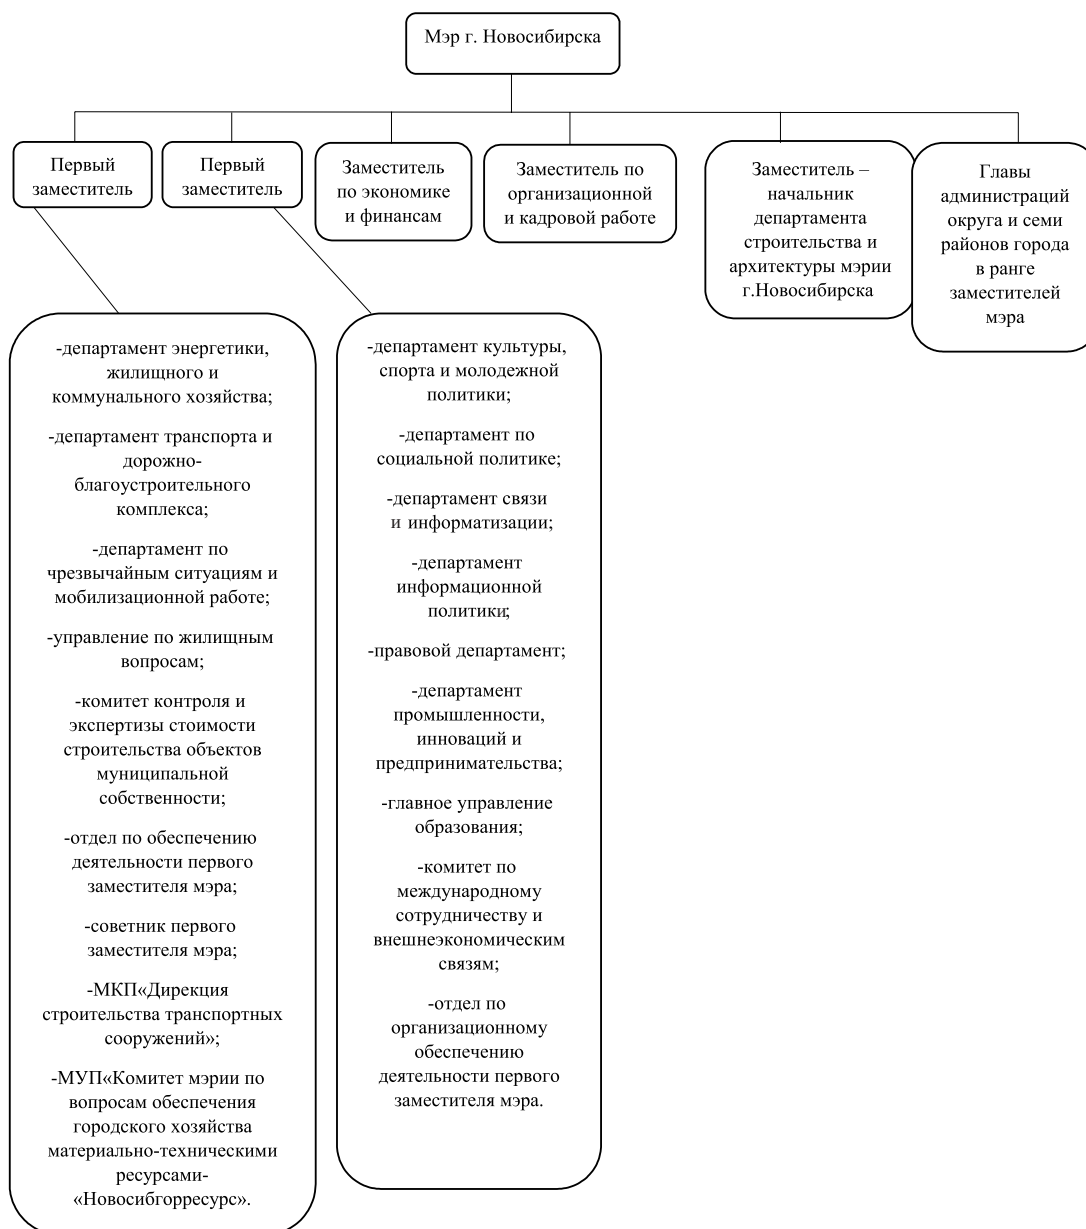 Мэр г. Новосибирска
Первый
заместитель
Первый
заместитель
Заместитель
по экономике
и финансам
Заместитель по
организационной
и кадровой работе
Заместитель –
начальник
департамента
строительства и
архитектуры мэрии
г.Новосибирска
Главы
администраций
округа и семи
районов города
в ранге
заместителей
мэра
-департамент энергетики,
жилищного и
коммунального хозяйства;
-департамент транспорта и
дорожно-
благоустроительного
комплекса;
-департамент по
чрезвычайным ситуациям и
мобилизационной работе;
-управление по жилищным
вопросам;
-комитет контроля и
экспертизы стоимости
строительства объектов
муниципальной
собственности;
-отдел по обеспечению
деятельности первого
заместителя мэра;
-советник первого
заместителя мэра;
-МКП«Дирекция
строительства транспортных
сооружений»;
-МУП«Комитет мэрии по
вопросам обеспечения
городского хозяйства
материально-техническими
ресурсами-
«Новосибгорресурс».
-департамент культуры,
спорта и молодежной
политики;
-департамент по
социальной политике;
-департамент связи
и информатизации;
-департамент
информационной
политики;
-правовой департамент;
-департамент
промышленности,
инноваций и
предпринимательства;
-главное управление
образования;
-комитет по
международному
сотрудничеству и
внешнеэкономическим
связям;
-отдел по
организационному
обеспечению
деятельности первого
заместителя мэра.